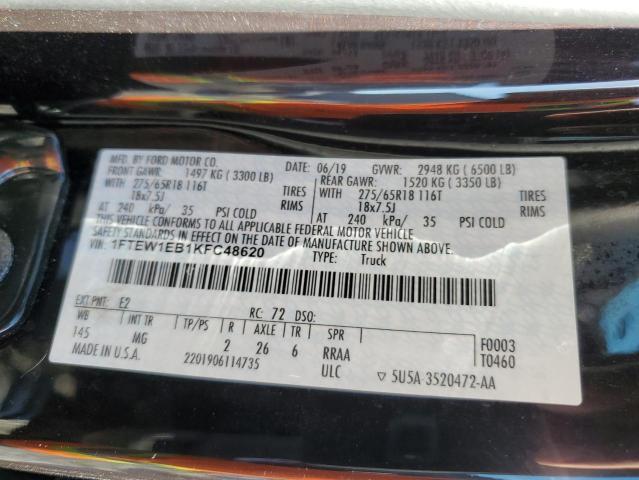 MFD. BY FORD MOTOR CO.
DATE: 06/19 GVWR: 2948 KG ( 6500 LB)
FRONT GAWR: 1497 KG ( 3300 LB) REAR GAWR: 1520 KG ( 3350 LB)
WITH 275/65R18 116T TIRES WITH 275/65R18 116T TIRES
18x7.5J 18x7.5J
AT 240 kPa/ 35 PSI COLD AT 240 kPa/ 35 PSI COLD
THIS VEHICLE CONFORMS TO ALL APPLICABLE FEDERAL MOTOR VEHICLE
SAFETY STANDARDS IN EFFECT ON THE DATE OF MANUFACTURE SHOWN ABOVE.
VIN: 1FTEW1EB1KFC48620 TYPE: Truck
EXT PNT: E2 RC: 72 DSO:
WB INT TR TP/PS R AXLE TR SPR F0003
145 MG 2 26 6 RRAA T0460
MADE IN U.S.A. 2201906114735 ULC ▽ 5U5A-3520472-AA